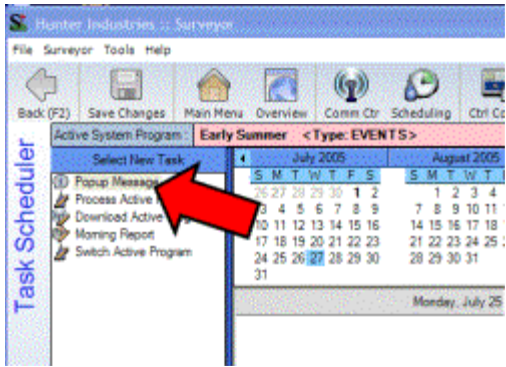 Hunter Industries :: Surveyor
File Surveyor Tools Help
Back (F2) Save Changes Main Menu Overview Comm Ctr Scheduling Ctrl
Active System Program : Early Summer <Type: EVENTS>
Task Scheduler
Select New Task
Popup Message
Process Active
Download Active
Morning Report
Switch Active Program
July 2005
S M T W T F S
26 27 28 29 30 1 2
3 4 5 6 7 8 9
10 11 12 13 14 15 16
17 18 19 20 21 22 23
24 25 26 27 28 29 30
31
August 2005
S M T W T
1 2 3 4
7 8 9 10 11
14 15 16 17 18
21 22 23 24 25
28 29 30 31
Monday, July 25